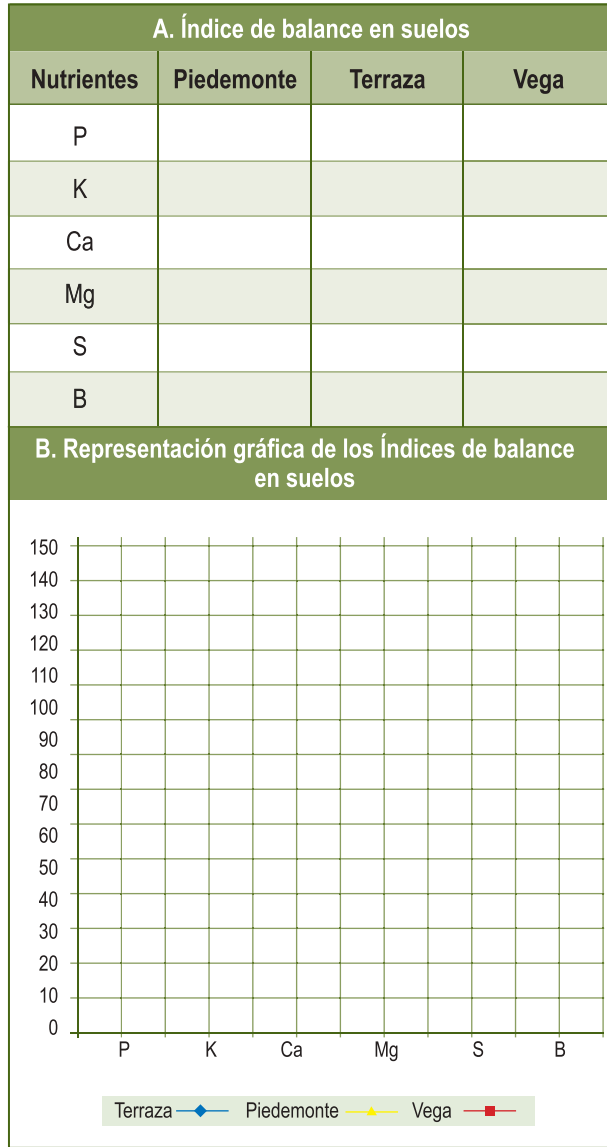 A. Índice de balance en suelos
Nutrientes Piedemonte Terraza Vega
P
K
Ca
Mg
S
B
B. Representación gráfica de los Índices de balance
en suelos
150
140
130
120
110
100
90
80
70
60
50
40
30
20
10
0
P K Ca Mg S B
Terraza Piedemonte Vega